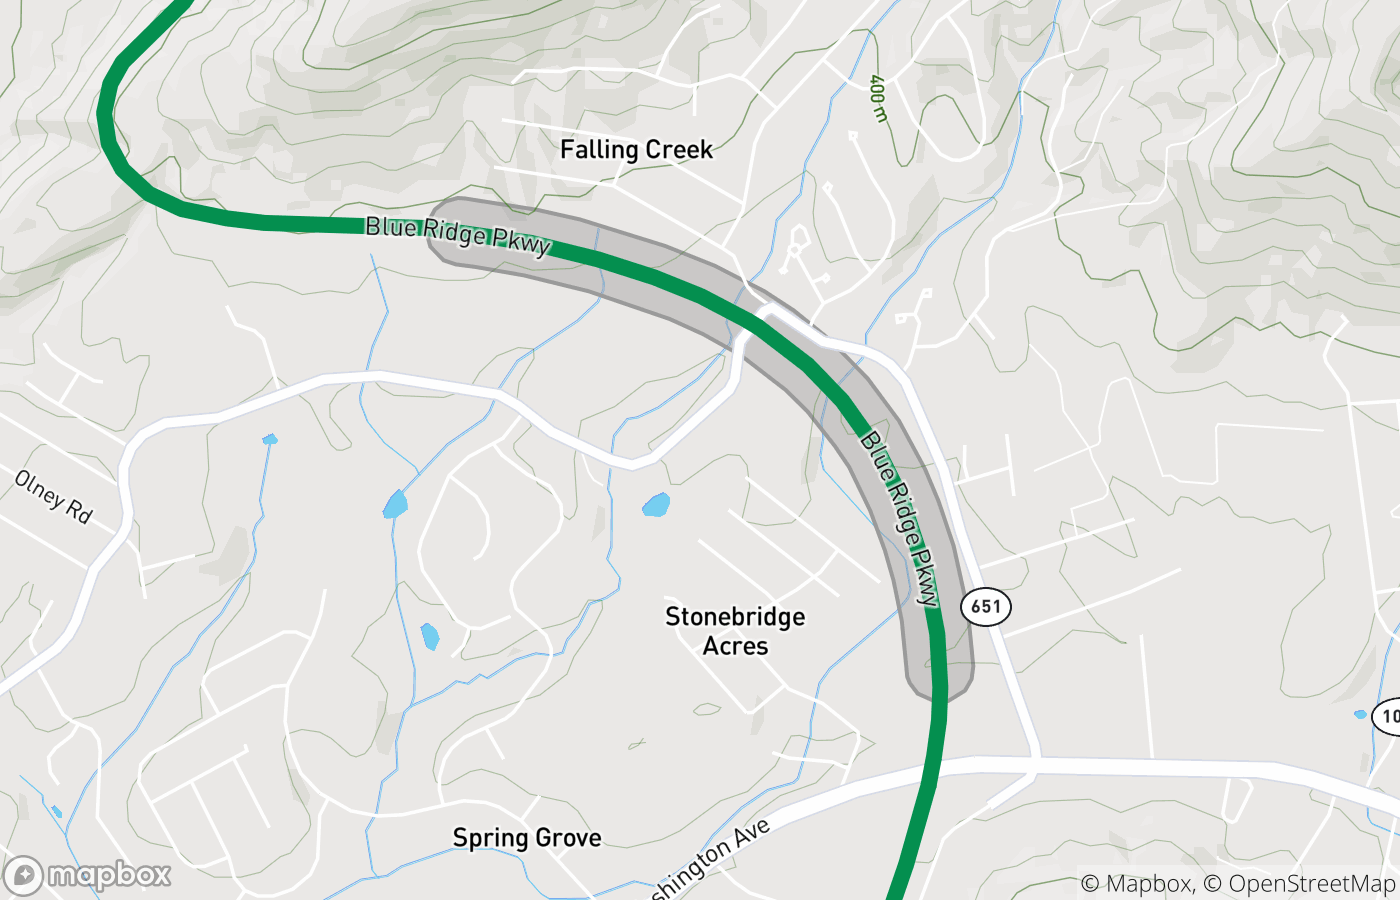 400 m
Falling Creek
Blue Ridge Pkwy
Blue Ridge Pkwy
Olney Rd
651
Stonebridge
Acres
10
Spring Grove
shington Ave
mapbox
© Mapbox, © OpenStreetMap